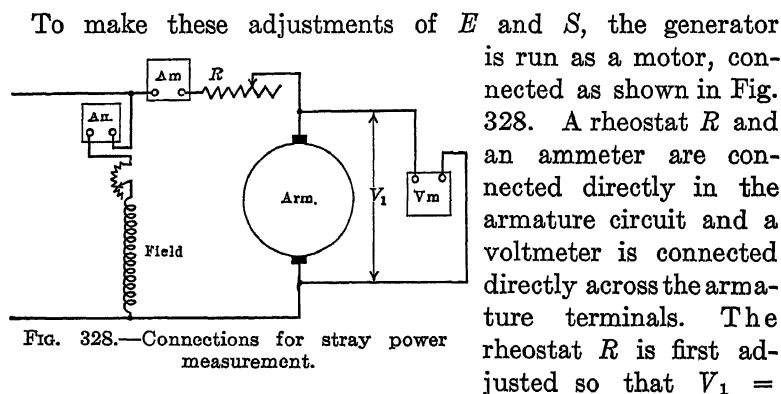 To make these adjustments of E and S, the generator
is run as a motor, con-
nected as shown in Fig.
328. A rheostat R and
an ammeter are con-
nected directly in the
armature circuit and a
voltmeter is connected
directly across the arma-
ture terminals. The
rheostat R is first ad-
justed so that V₁ =
Am
R
Am
Arm.
V₁
Vm
Field
FIG. 328.—Connections for stray power
measurement.